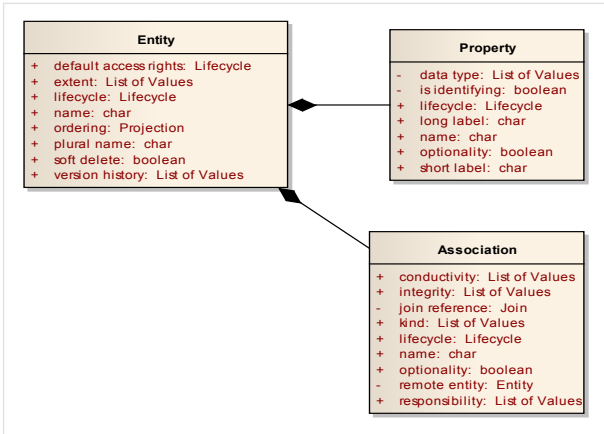 Entity
+ default access rights: Lifecycle
+ extent: List of Values
+ lifecycle: Lifecycle
+ name: char
+ ordering: Projection
+ plural name: char
+ soft delete: boolean
+ version history: List of Values
Property
- data type: List of Values
- is identifying: boolean
+ lifecycle: Lifecycle
+ long label: char
+ name: char
+ optionality: boolean
+ short label: char
Association
+ conductivity: List of Values
+ integrity: List of Values
- join reference: Join
+ kind: List of Values
+ lifecycle: Lifecycle
+ name: char
+ optionality: boolean
- remote entity: Entity
+ responsibility: List of Values